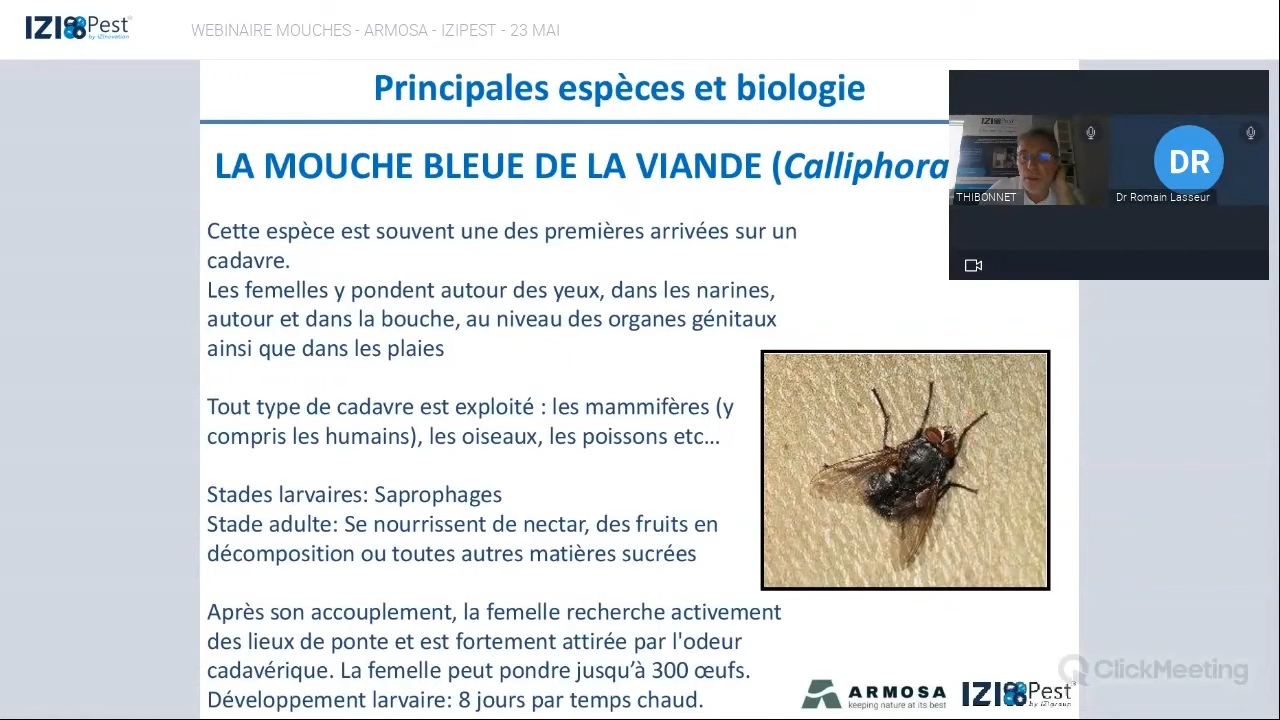 IZI Pest
by IZInovation
WEBINAIRE MOUCHES - ARMOSA - IZIPEST - 23 MAI
Principales espèces et biologie
LA MOUCHE BLEUE DE LA VIANDE (Calliphora
THIBONNET
DR
Dr Romain Lasseur
Cette espèce est souvent une des premières arrivées sur un
cadavre.
Les femelles y pondent autour des yeux, dans les narines,
autour et dans la bouche, au niveau des organes génitaux
ainsi que dans les plaies
Tout type de cadavre est exploité : les mammifères (y
compris les humains), les oiseaux, les poissons etc...
Stades larvaires: Saprophages
Stade adulte: Se nourrissent de nectar, des fruits en
décomposition ou toutes autres matières sucrées
Après son accouplement, la femelle recherche activement
des lieux de ponte et est fortement attirée par l'odeur
cadavérique. La femelle peut pondre jusqu’à 300 œufs.
Développement larvaire: 8 jours par temps chaud.
ARMOSA
keeping nature at its best
IZI Pest
by IZIgroup
ClickMeeting